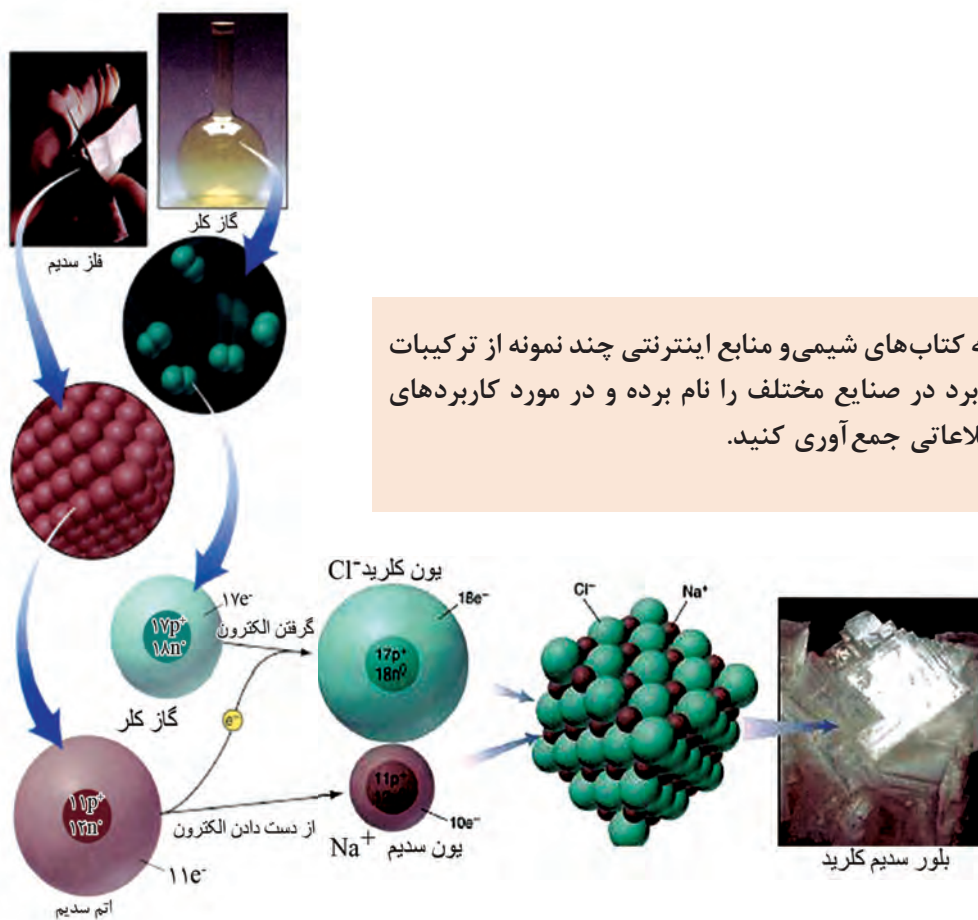 گاز کلر
فلز سدیم
ه کتاب‌های شیمی‌و منابع اینترنتی چند نمونه از ترکیبات
برد در صنایع مختلف را نام برده و در مورد کاربردهای
لاعاتی جمع‌آوری کنید.
۱۷e⁻
۱۷p⁺
۱۸n
گاز کلر
گرفتن الکترون
e⁻
یون کلرید Cl⁻
18e⁻
17p⁺
18n⁰
Cl⁻
Na⁺
۱۱p⁺
۱۲n
۱۱e⁻
اتم سدیم
از دست دادن الکترون
11p⁺
10e⁻
یون سدیم Na⁺
بلور سدیم کلرید